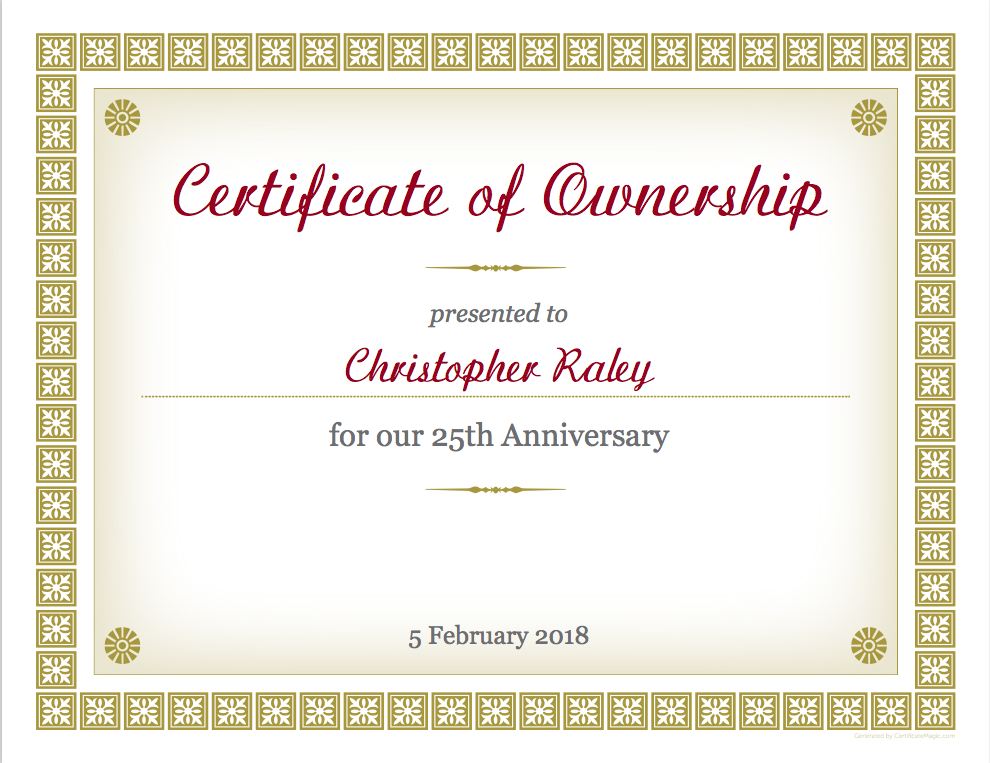 Certificate of Ownership
presented to
Christopher Raley
for our 25th Anniversary
5 February 2018
Generated by CertificateMagic.com